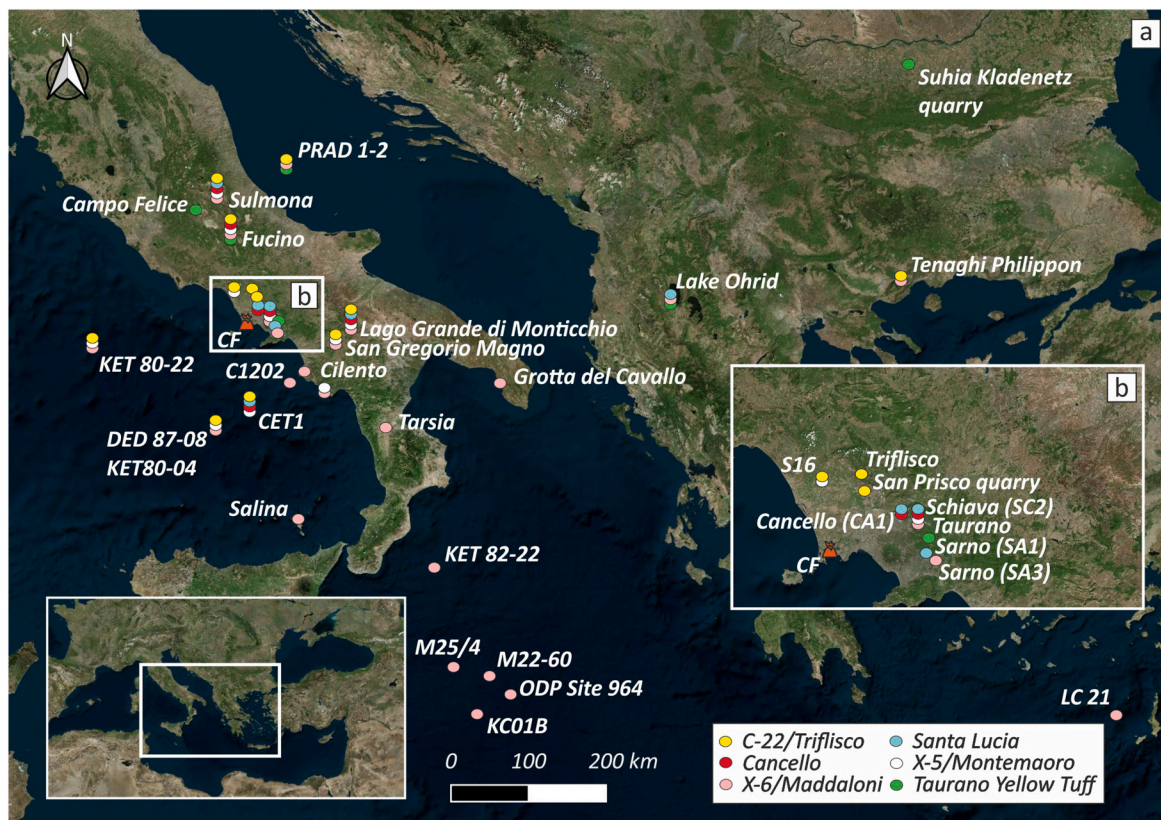 a
N
Suhia Kladenetz
quarry
PRAD 1-2
Sulmona
Campo Felice
Fucino
Tenaghi Philippon
Lake Ohrid
b
CF
Lago Grande di Monticchio
San Gregorio Magno
KET 80-22
C1202
Cilento
Grotta del Cavallo
CET1
Tarsia
DED 87-08
KET80-04
Salina
KET 82-22
b
S16
Triflisco
San Prisco quarry
Cancello (CA1)
Schiava (SC2)
Taurano
Sarno (SA1)
CF
Sarno (SA3)
M25/4
M22-60
ODP Site 964
KC01B
LC 21
0 100 200 km
C-22/Triflisco
Santa Lucia
Cancello
X-5/Montemaoro
X-6/Maddaloni
Taurano Yellow Tuff